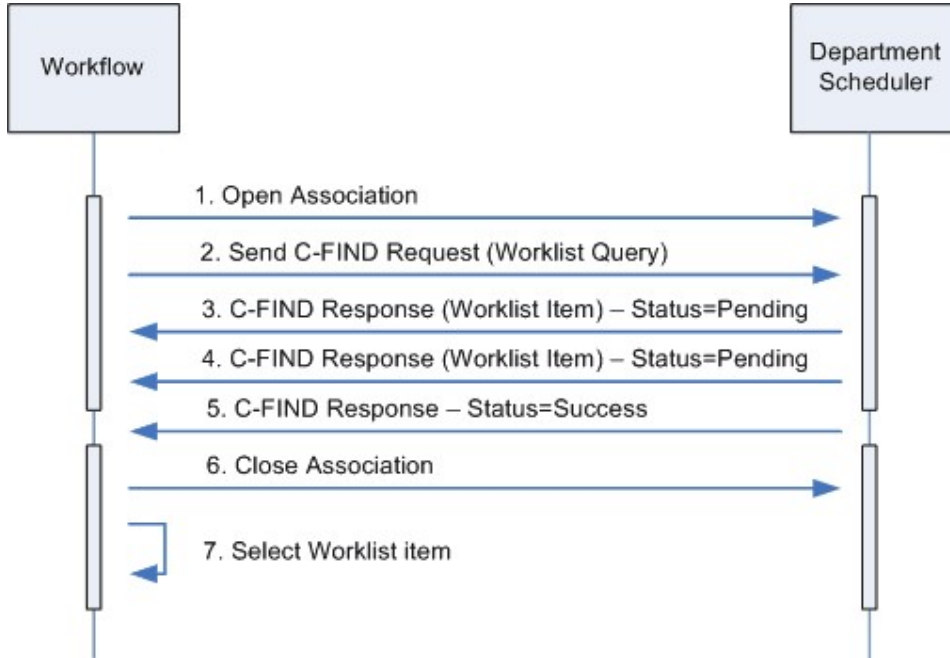 Workflow
Department
Scheduler
1. Open Association
2. Send C-FIND Request (Worklist Query)
3. C-FIND Response (Worklist Item) – Status=Pending
4. C-FIND Response (Worklist Item) – Status=Pending
5. C-FIND Response – Status=Success
6. Close Association
7. Select Worklist item